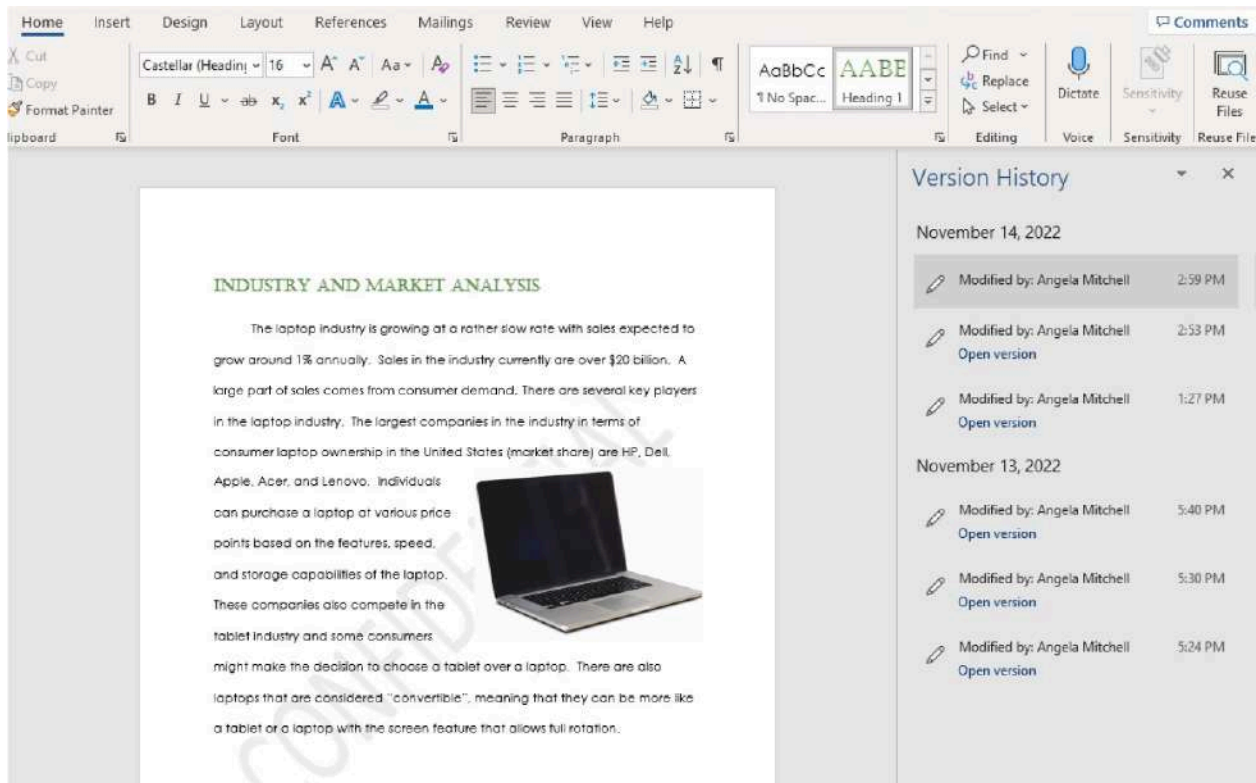 Home Insert Design Layout References Mailings Review View Help Comments
Cut
Copy
Format Painter
lipboard
Castellar (Heading 16
Font
Paragraph
AaBbCc AABE
¶ No Spac... Heading 1
Find
Replace
Select
Editing
Dictate
Voice
Sensitivity
Sensitivity
Reuse
Files
Reuse File
INDUSTRY AND MARKET ANALYSIS
The laptop industry is growing at a rather slow rate with sales expected to
grow around 1% annually. Sales in the industry currently are over $20 billion. A
large part of sales comes from consumer demand. There are several key players
in the laptop industry. The largest companies in the industry in terms of
consumer laptop ownership in the United States (market share) are HP, Dell,
Apple, Acer, and Lenovo. Individuals
can purchase a laptop at various price
points based on the features, speed,
and storage capabilities of the laptop.
These companies also compete in the
tablet industry and some consumers
might make the decision to choose a tablet over a laptop. There are also
laptops that are considered "convertible", meaning that they can be more like
a tablet or a laptop with the screen feature that allows full rotation.
CONFIDENTIAL
Version History
November 14, 2022
Modified by: Angela Mitchell 2:59 PM
Modified by: Angela Mitchell 2:53 PM
Open version
Modified by: Angela Mitchell 1:27 PM
Open version
November 13, 2022
Modified by: Angela Mitchell 5:40 PM
Open version
Modified by: Angela Mitchell 5:30 PM
Open version
Modified by: Angela Mitchell 5:24 PM
Open version